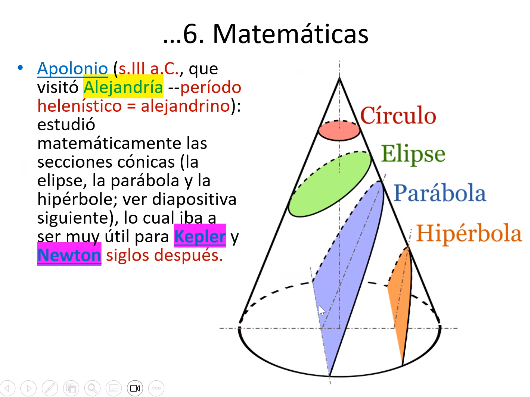 …6. Matemáticas
• Apolonio (s.III a.C., que
visitó Alejandría --período
helenístico = alejandrino):
estudió
matemáticamente las
secciones cónicas (la
elipse, la parábola y la
hipérbole; ver diapositiva
siguiente), lo cual iba a
ser muy útil para Kepler y
Newton siglos después.
Círculo
Elipse
Parábola
Hipérbola